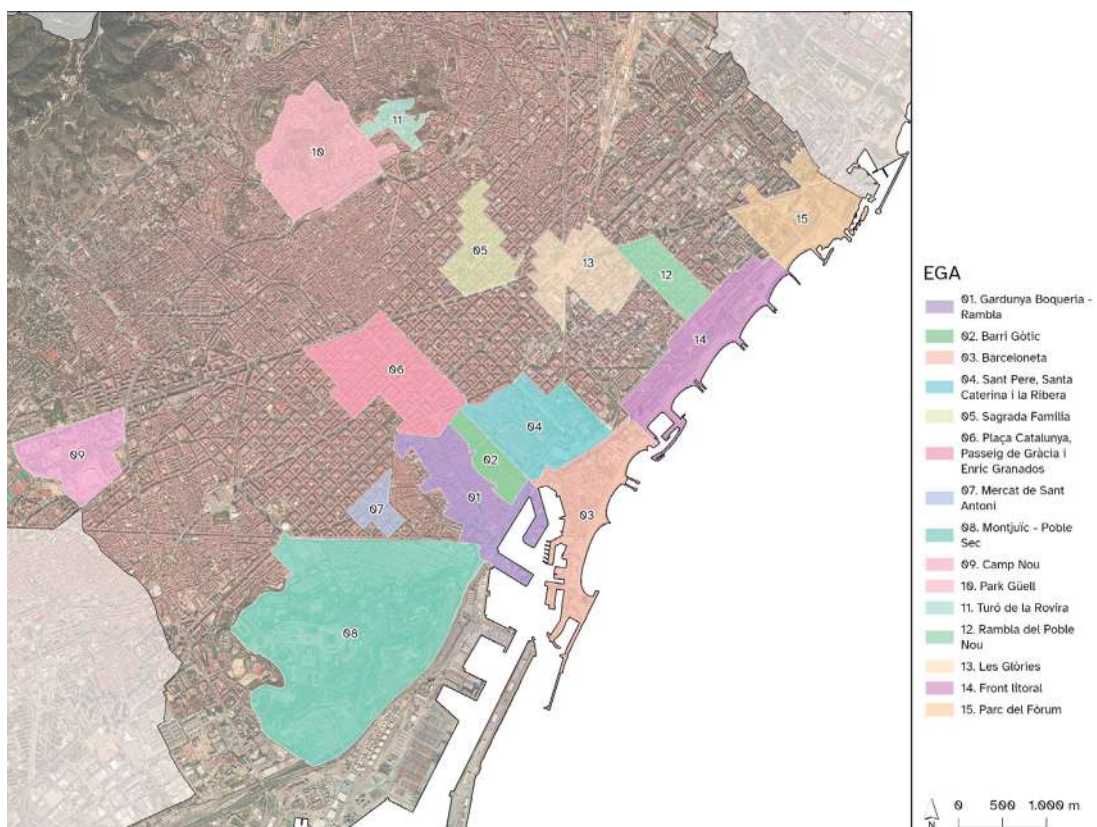 11
10
15
05
13
12
14
06
04
09
02
01
07
03
08
EGA
01. Gardunya Boqueria -
Rambla
02. Barri Gòtic
03. Barceloneta
04. Sant Pere, Santa
Caterina i la Ribera
05. Sagrada Família
06. Plaça Catalunya,
Passeig de Gràcia i
Enric Granados
07. Mercat de Sant
Antoni
08. Montjuïc - Poble
Sec
09. Camp Nou
10. Park Güell
11. Turó de la Rovira
12. Rambla del Poble
Nou
13. Les Glòries
14. Front litoral
15. Parc del Fòrum
N
0 500 1.000 m